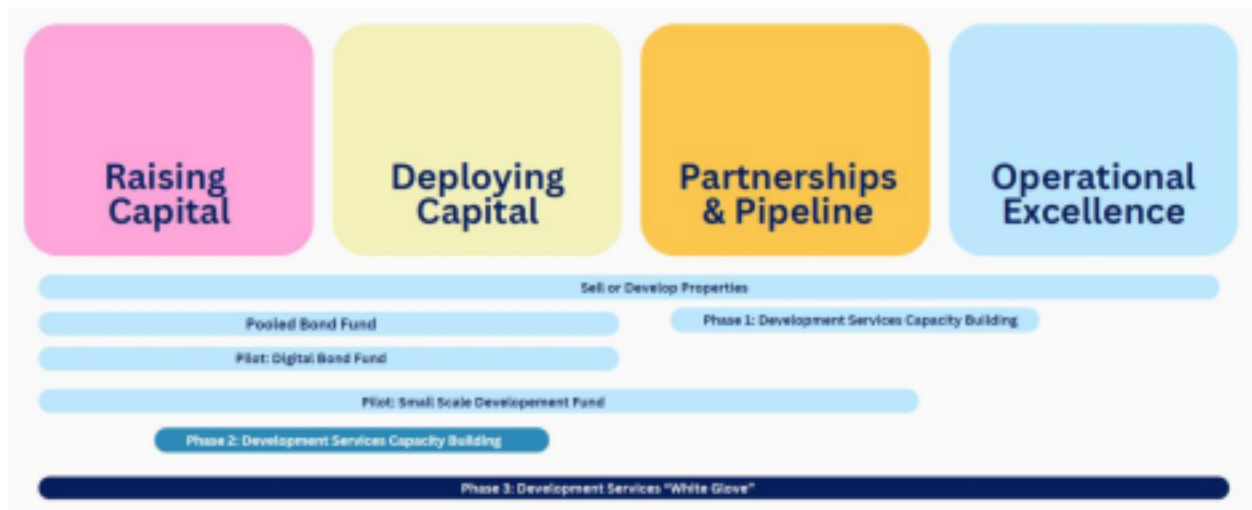 Raising
Capital
Deploying
Capital
Partnerships
& Pipeline
Operational
Excellence
Sell or Develop Properties
Pooled Bond Fund
Phase 1: Development Services Capacity Building
Pilot: Digital Bond Fund
Pilot: Small Scale Developement Fund
Phase 2: Development Services Capacity Building
Phase 3: Development Services "White Glove"